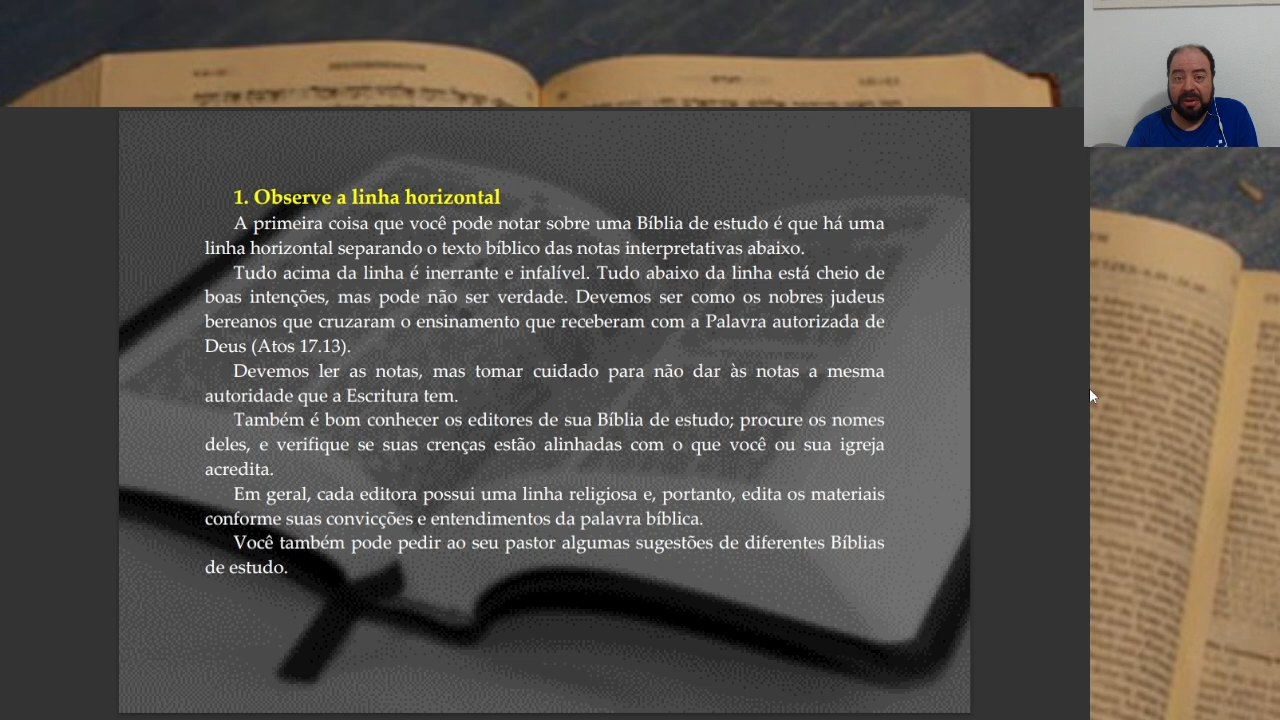 1. Observe a linha horizontal
A primeira coisa que você pode notar sobre uma Bíblia de estudo é que há uma
linha horizontal separando o texto bíblico das notas interpretativas abaixo.
Tudo acima da linha é inerrante e infalível. Tudo abaixo da linha está cheio de
boas intenções, mas pode não ser verdade. Devemos ser como os nobres judeus
bereanos que cruzaram o ensinamento que receberam com a Palavra autorizada de
Deus (Atos 17.13).
Devemos ler as notas, mas tomar cuidado para não dar às notas a mesma
autoridade que a Escritura tem.
Também é bom conhecer os editores de sua Bíblia de estudo; procure os nomes
deles, e verifique se suas crenças estão alinhadas com o que você ou sua igreja
acredita.
Em geral, cada editora possui uma linha religiosa e, portanto, edita os materiais
conforme suas convicções e entendimentos da palavra bíblica.
Você também pode pedir ao seu pastor algumas sugestões de diferentes Bíblias
de estudo.